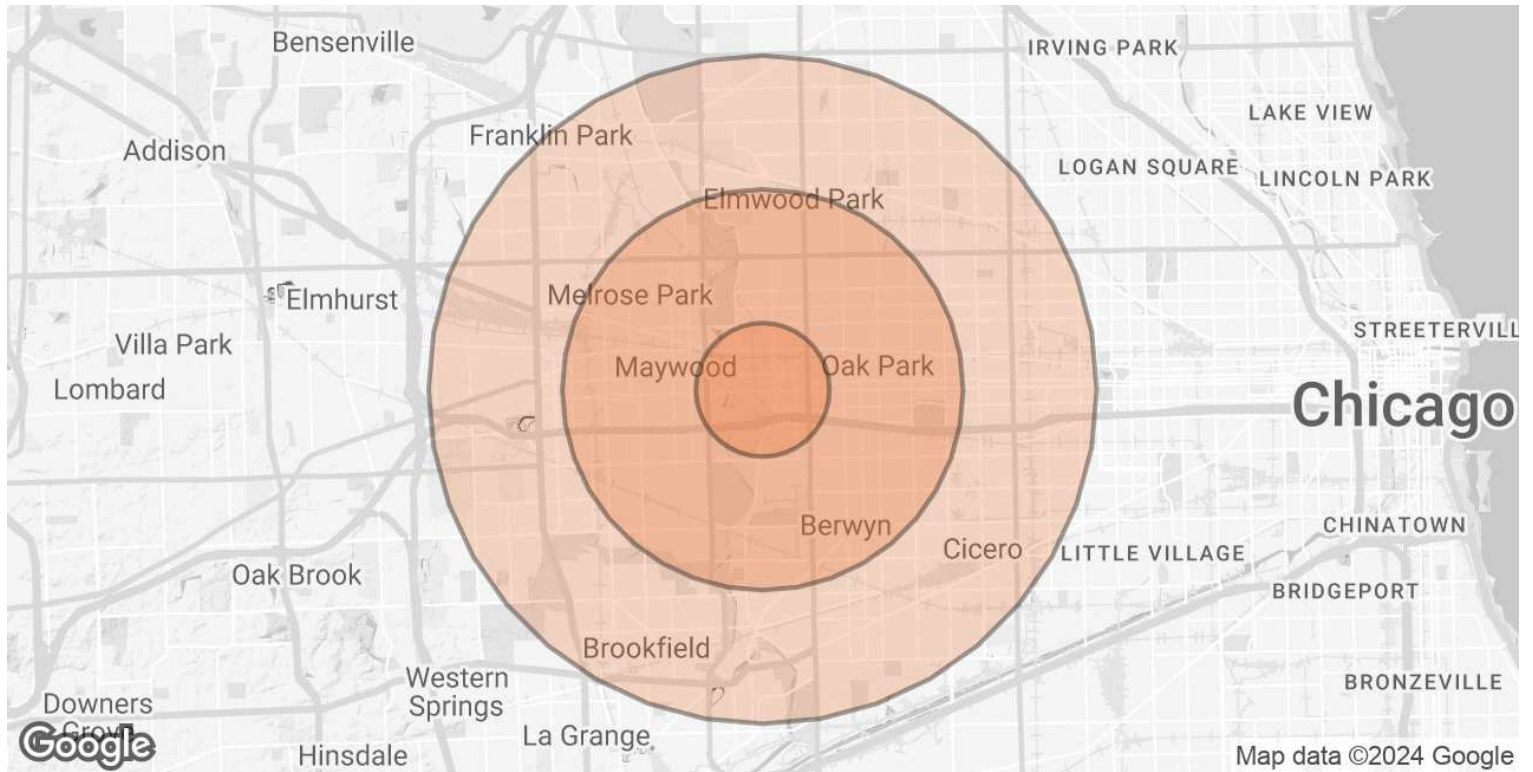 Bensenville
IRVING PARK
LAKE VIEW
Franklin Park
Addison
LOGAN SQUARE
LINCOLN PARK
Elmwood Park
Melrose Park
Elmhurst
STREETERVILL
Villa Park
Maywood
Oak Park
Lombard
Chicago
Berwyn
CHINATOWN
Cicero
LITTLE VILLAGE
Oak Brook
BRIDGEPORT
Brookfield
Western
Springs
BRONZEVILLE
Downers
Grove
La Grange
Google
Hinsdale
Map data ©2024 Google